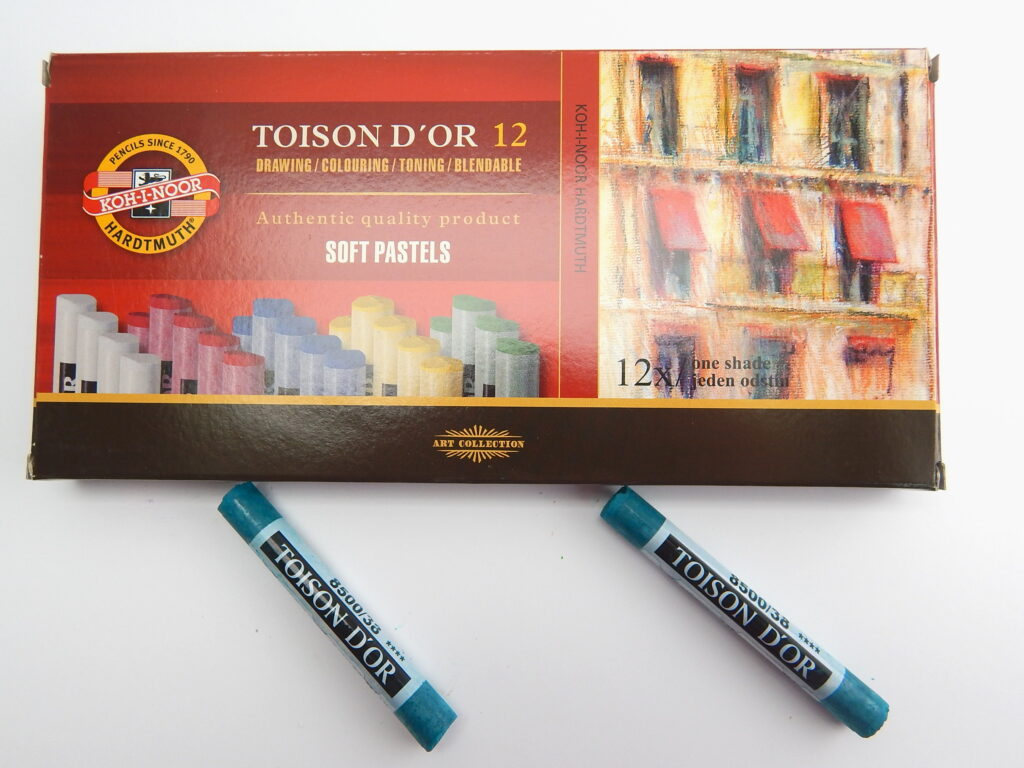 TOISON D'OR 12
DRAWING / COLOURING / TONING / BLENDABLE
Authentic quality product
SOFT PASTELS
PENCILS SINCE 1790
KOH-I-NOOR
HARDTMUTH®
KOH-I-NOOR HARDTMUTH
12x/ one shade
jeden odstín
ART COLLECTION
8500/38 ****
TOISON D'OR
8500/38 ****
TOISON D'OR